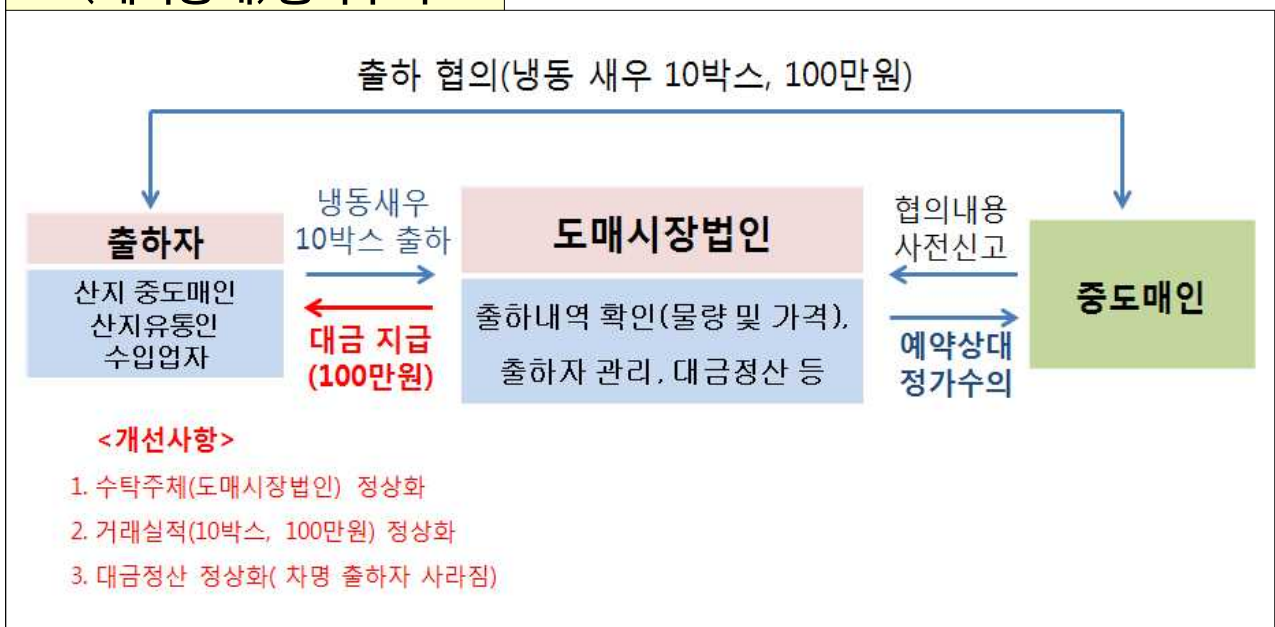 출하 협의(냉동 새우 10박스, 100만원)
냉동새우
10박스 출하
협의내용
사전신고
출하자
도매시장법인
중도매인
산지 중도매인
산지유통인
수입업자
대금 지급
(100만원)
출하내역 확인(물량 및 가격),
출하자 관리, 대금정산 등
예약상대
정가수의
<개선사항>
1. 수탁주체(도매시장법인) 정상화
2. 거래실적(10박스, 100만원) 정상화
3. 대금정산 정상화( 차명 출하자 사라짐)